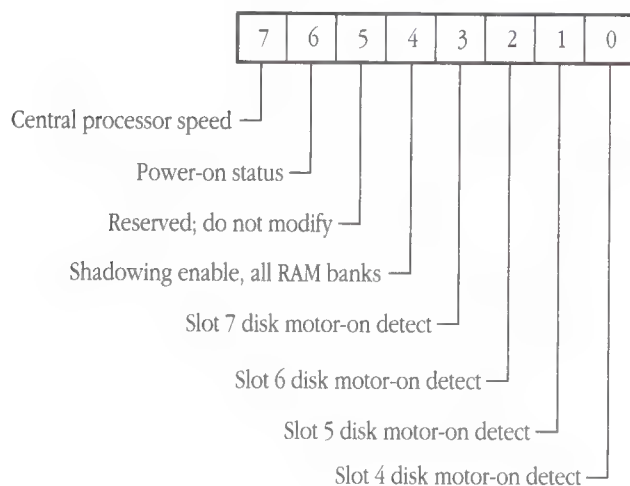 7 6 5 4 3 2 1 0
Central processor speed
Power-on status
Reserved; do not modify
Shadowing enable, all RAM banks
Slot 7 disk motor-on detect
Slot 6 disk motor-on detect
Slot 5 disk motor-on detect
Slot 4 disk motor-on detect